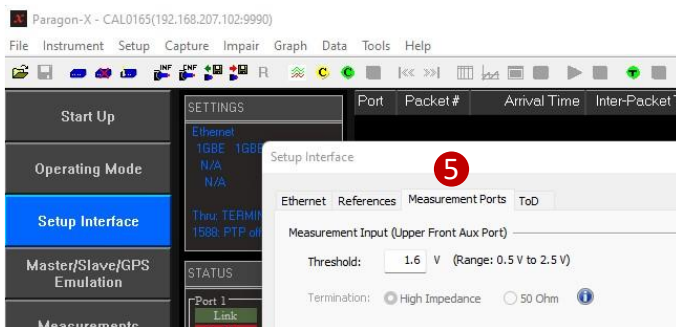 Paragon-X - CAL0165(192.168.207.102:9990)
File Instrument Setup Capture Impair Graph Data Tools Help
INF CNF R C C T
Start Up
Operating Mode
Setup Interface
Master/Slave/GPS
Emulation
Measurements
SETTINGS
Ethernet
1GBE 1GBE
N/A
N/A
Thru: TERMIN
1588: PTP off
STATUS
Port 1
Link
Port Packet# Arrival Time Inter-Packet T
Setup Interface
5
Ethernet References Measurement Ports ToD
Measurement Input (Upper Front Aux Port)
Threshold: 1.6 V (Range: 0.5 V to 2.5 V)
Termination: High Impedance 50 Ohm